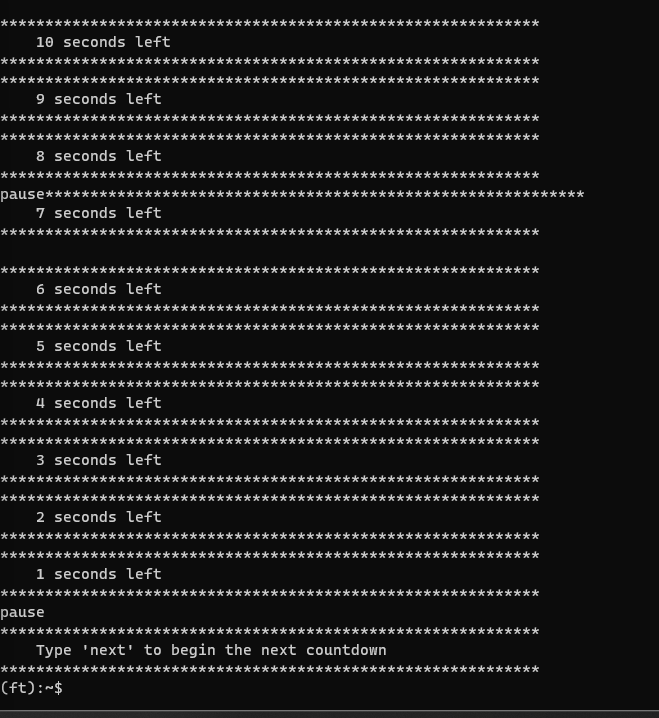 ************************************************************
    10 seconds left
************************************************************
************************************************************
    9 seconds left
************************************************************
************************************************************
    8 seconds left
************************************************************
pause************************************************************
    7 seconds left
************************************************************

************************************************************
    6 seconds left
************************************************************
************************************************************
    5 seconds left
************************************************************
************************************************************
    4 seconds left
************************************************************
************************************************************
    3 seconds left
************************************************************
************************************************************
    2 seconds left
************************************************************
************************************************************
    1 seconds left
************************************************************
pause
************************************************************
    Type 'next' to begin the next countdown
************************************************************
(ft):~$